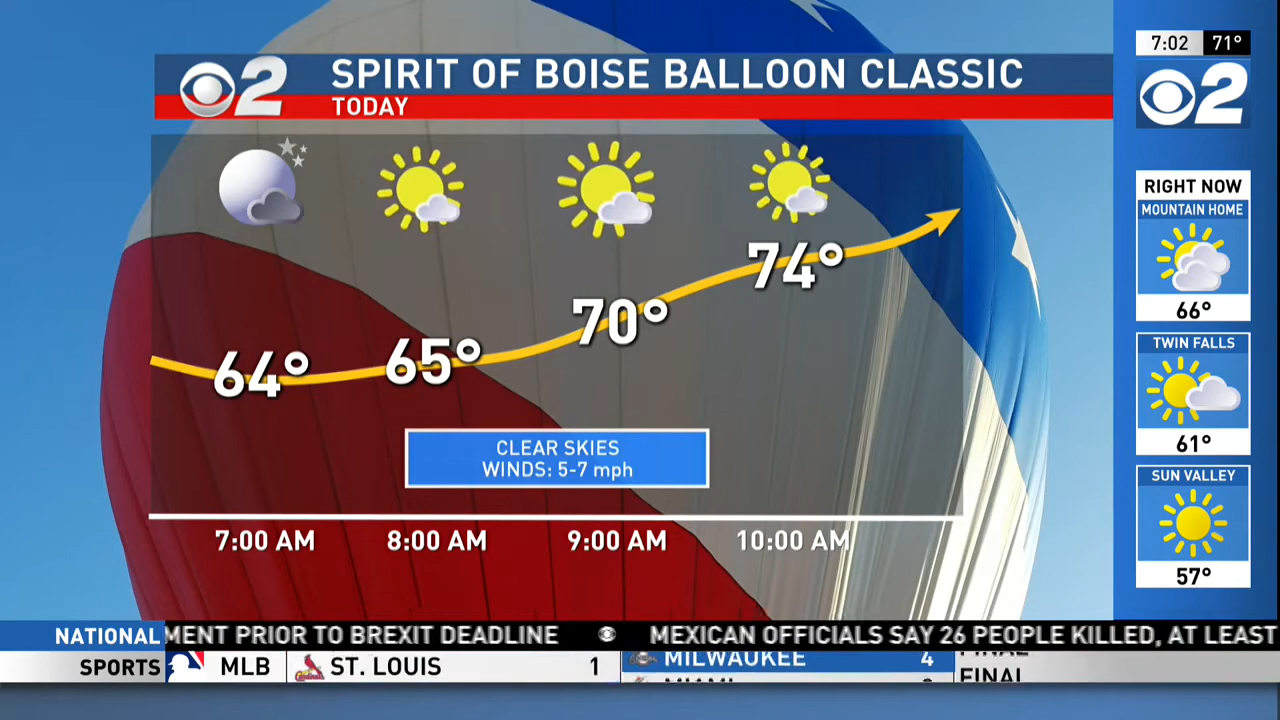 2
SPIRIT OF BOISE BALLOON CLASSIC
TODAY
64°
65°
70°
74°
CLEAR SKIES
WINDS: 5-7 mph
7:00 AM
8:00 AM
9:00 AM
10:00 AM
7:02 71°
2
RIGHT NOW
MOUNTAIN HOME
66°
TWIN FALLS
61°
SUN VALLEY
57°
NATIONAL MENT PRIOR TO BREXIT DEADLINE MEXICAN OFFICIALS SAY 26 PEOPLE KILLED, AT LEAST
SPORTS MLB ST. LOUIS 1 MILWAUKEE 4
MIAMI
FINAL